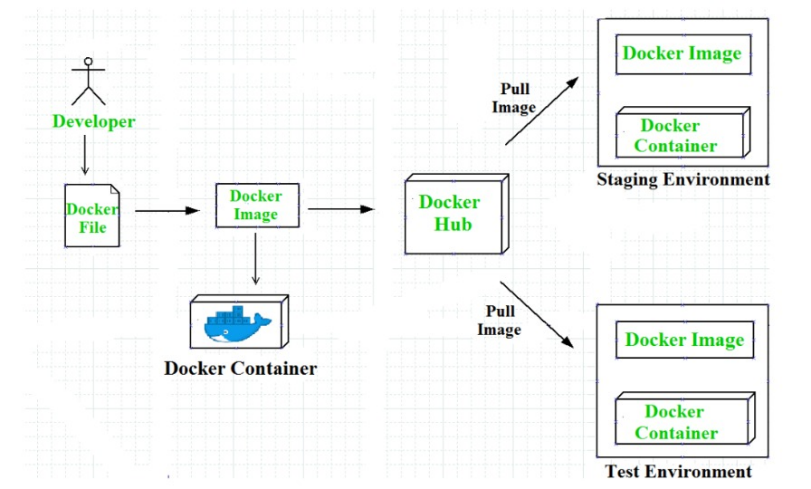 Developer
Docker
File
Docker
Image
Docker Container
Docker
Hub
Pull
Image
Docker Image
Docker
Container
Staging Environment
Pull
Image
Docker Image
Docker
Container
Test Environment